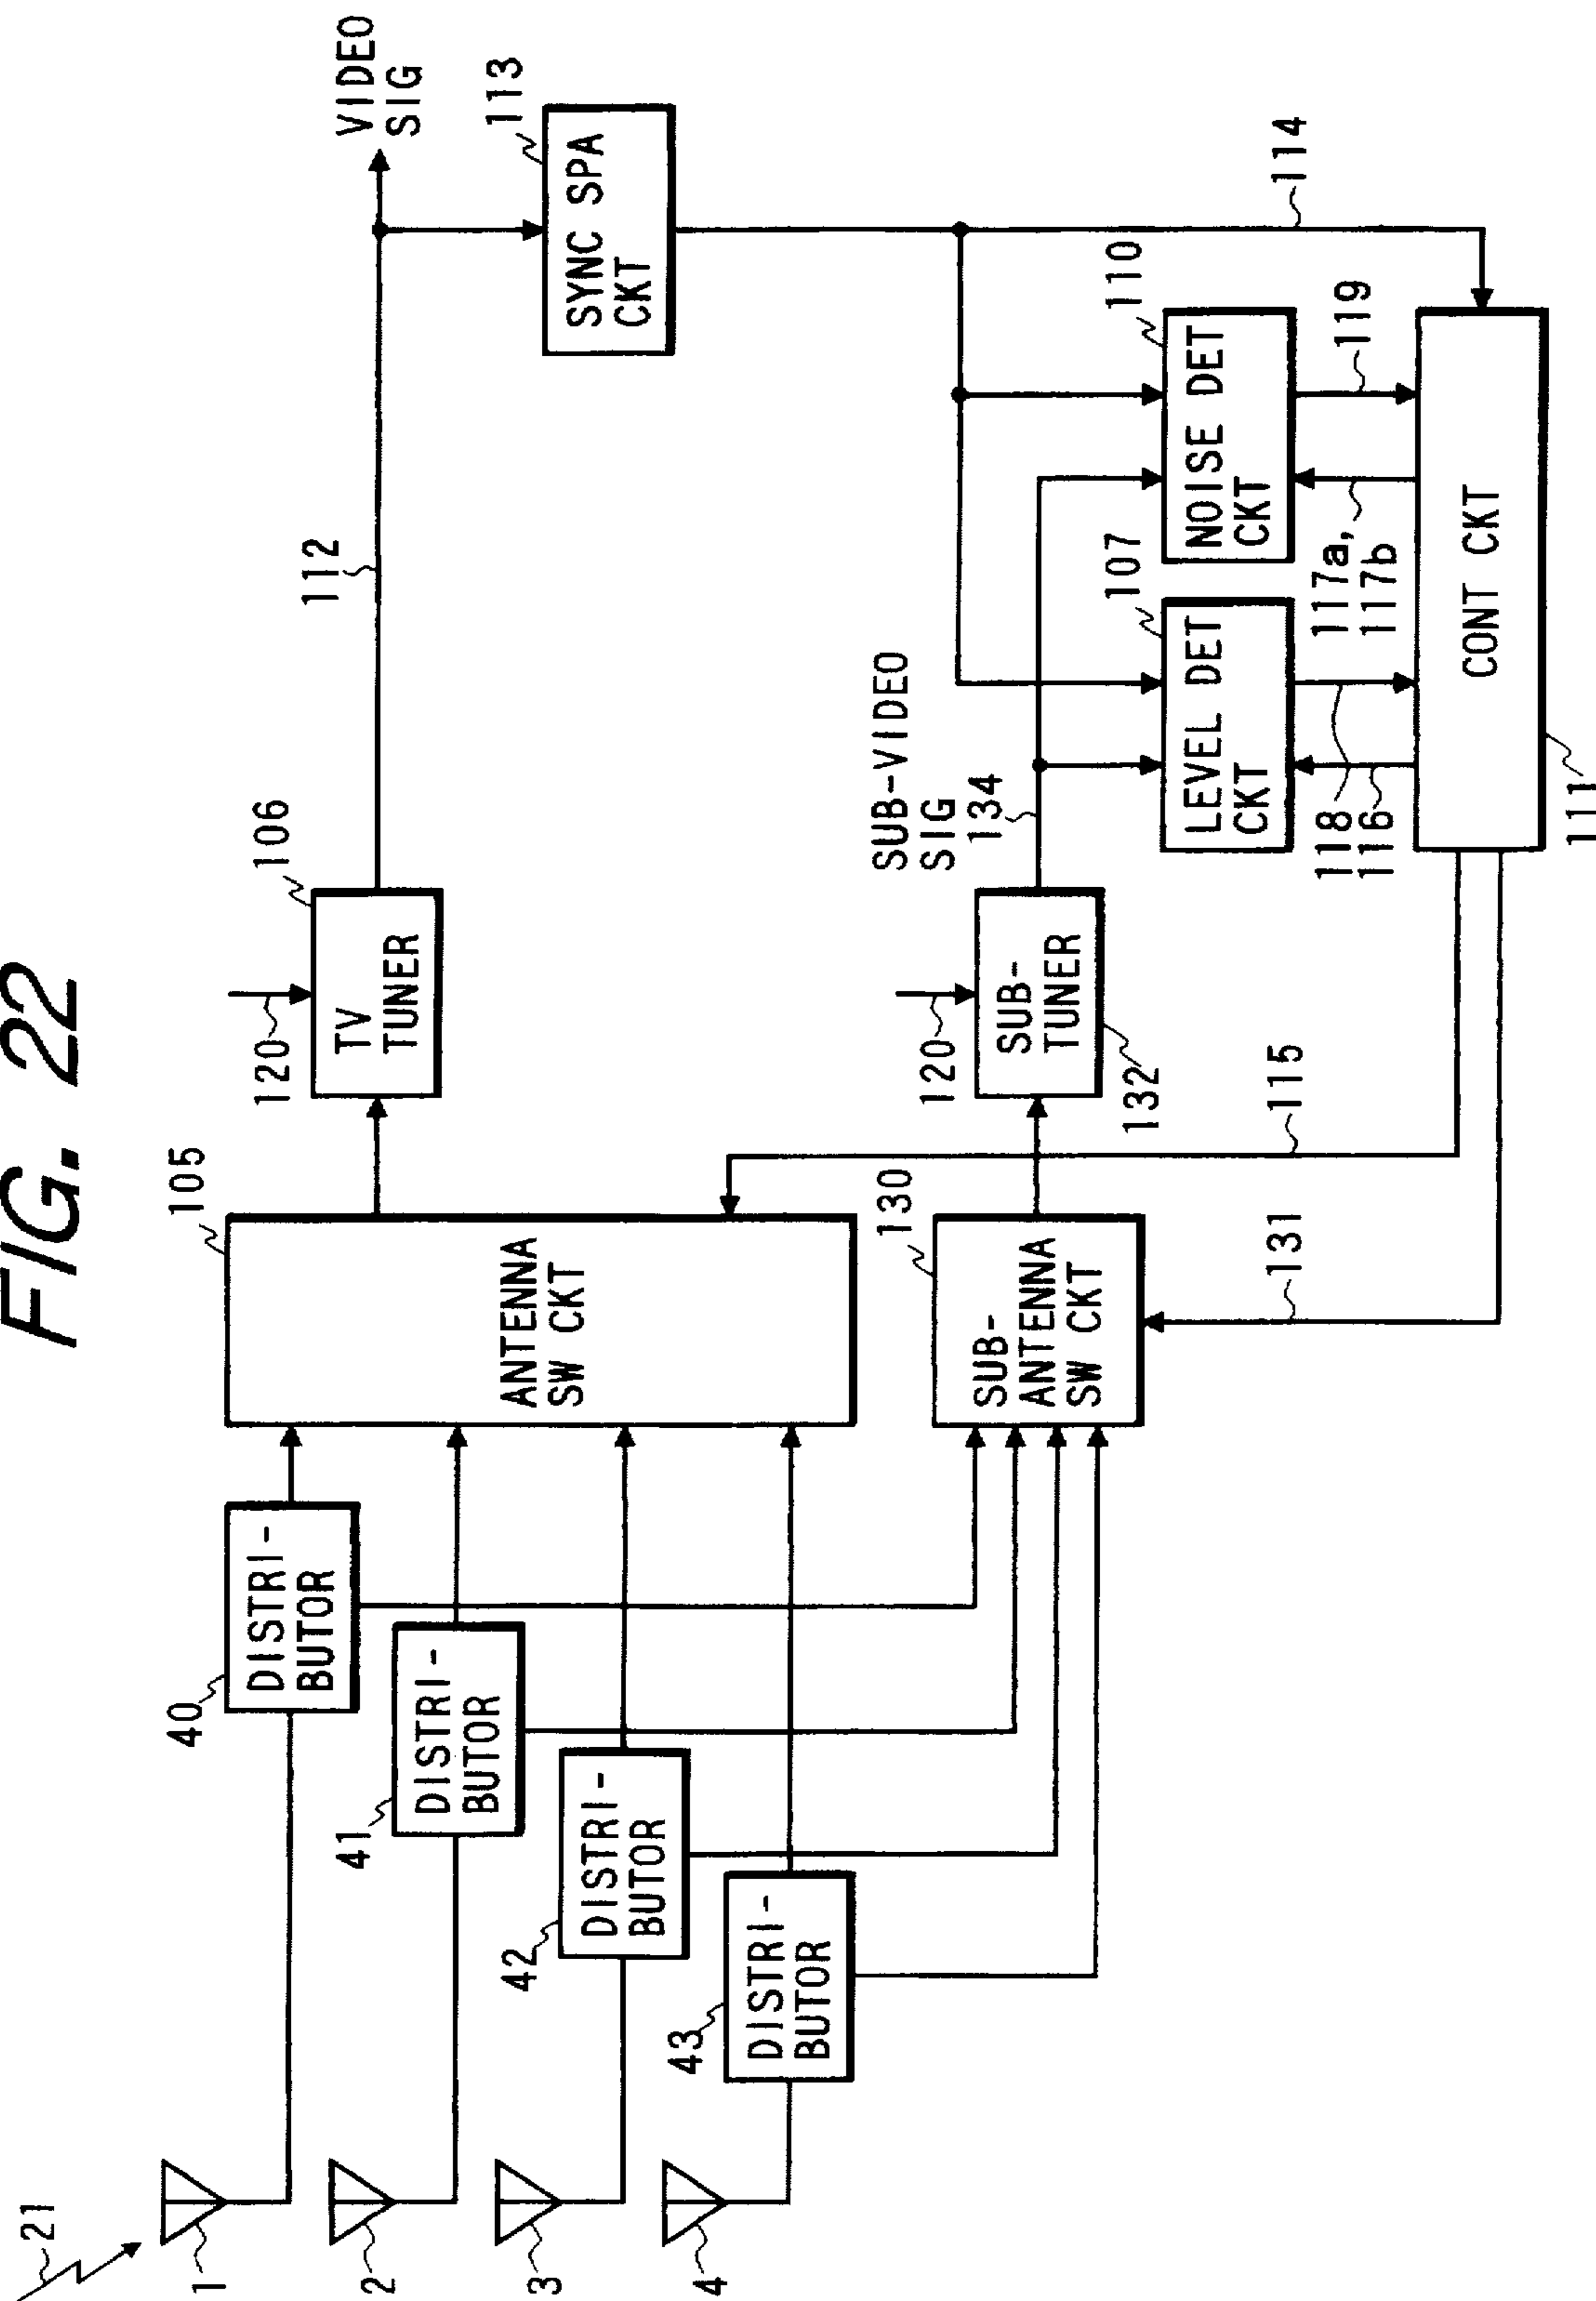 FIG. 22
21
1
2
3
4
40
DISTRI-
BUTOR
41
DISTRI-
BUTOR
42
DISTRI-
BUTOR
43
DISTRI-
BUTOR
105
ANTENNA
SW CKT
130
SUB-
ANTENNA
SW CKT
131
115
120
106
TV
TUNER
120
SUB-
TUNER
132
112
VIDEO
SIG
113
SYNC SPA
CKT
114
SUB-VIDEO
SIG
134
107
LEVEL DET
CKT
110
NOISE DET
CKT
118
116
117a,
117b
119
CONT CKT
111